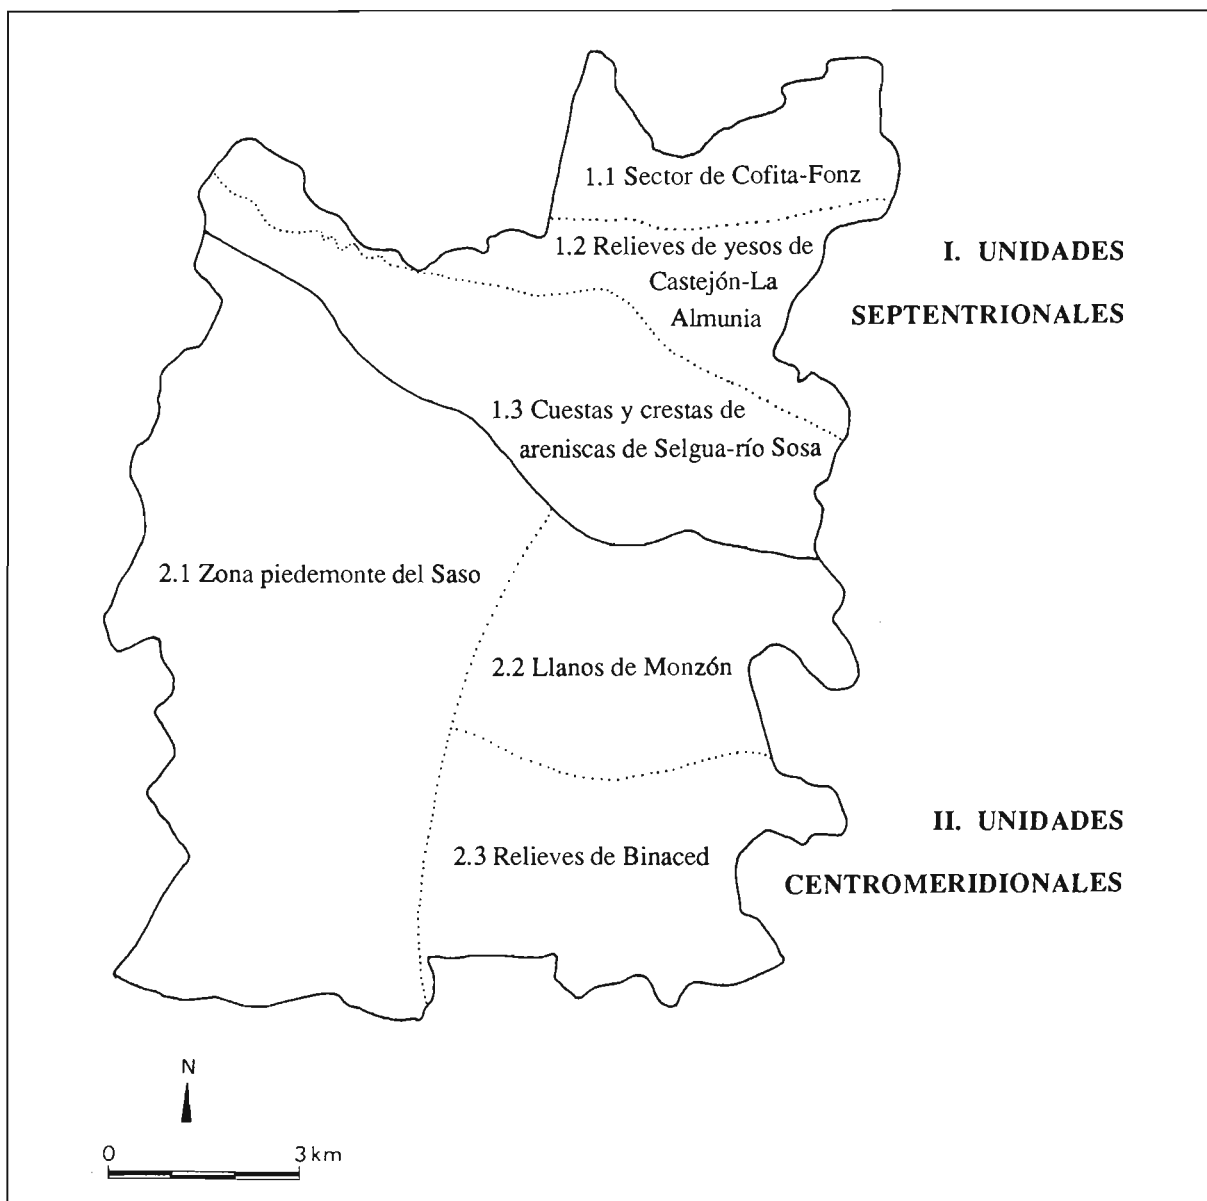 1.1 Sector de Cofita-Fonz
1.2 Relieves de yesos de
Castejón-La
Almunia
I. UNIDADES
SEPTENTRIONALES
1.3 Cuestas y crestas de
areniscas de Selgua-río Sosa
2.1 Zona piedemonte del Saso
2.2 Llanos de Monzón
2.3 Relieves de Binaced
II. UNIDADES
CENTROMERIDIONALES
N
0 3 km